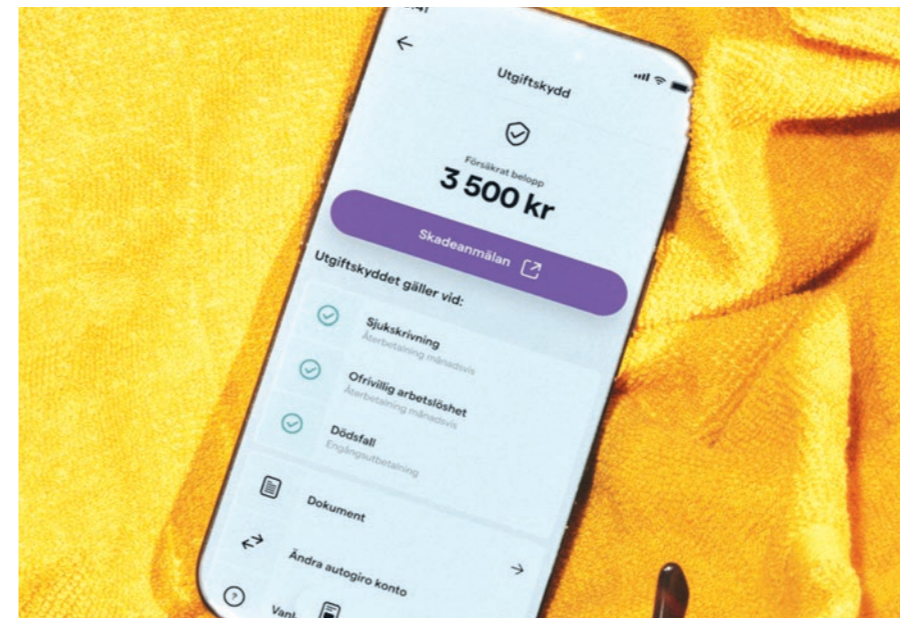 Utgiftskydd
Försäkrat belopp
3 500 kr
Skadeanmälan
Utgiftskyddet gäller vid:
Sjukskrivning
Återbetalning månadsvis
Ofrivillig arbetslöshet
Återbetalning månadsvis
Dödsfall
Engångsutbetalning
Dokument
Ändra autogiro konto